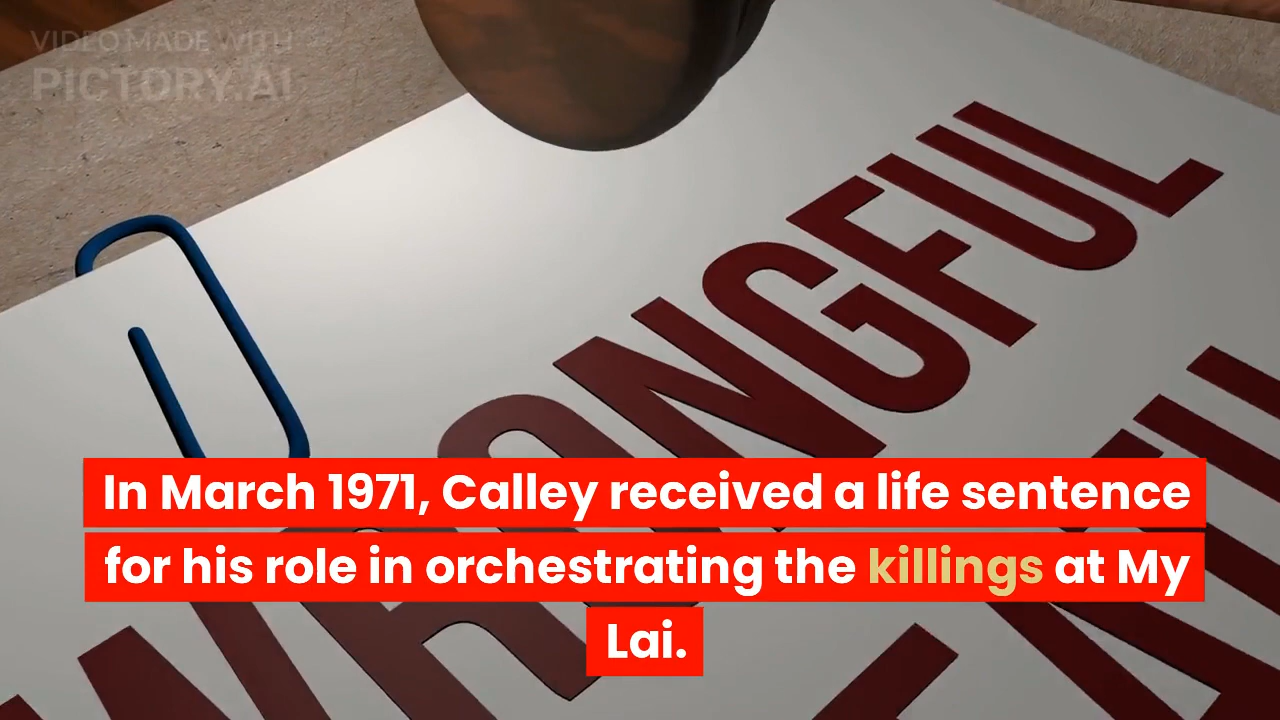 VIDEO MADE WITH
PICTORY.AI
WRONGFUL
In March 1971, Calley received a life sentence
for his role in orchestrating the killings at My
Lai.